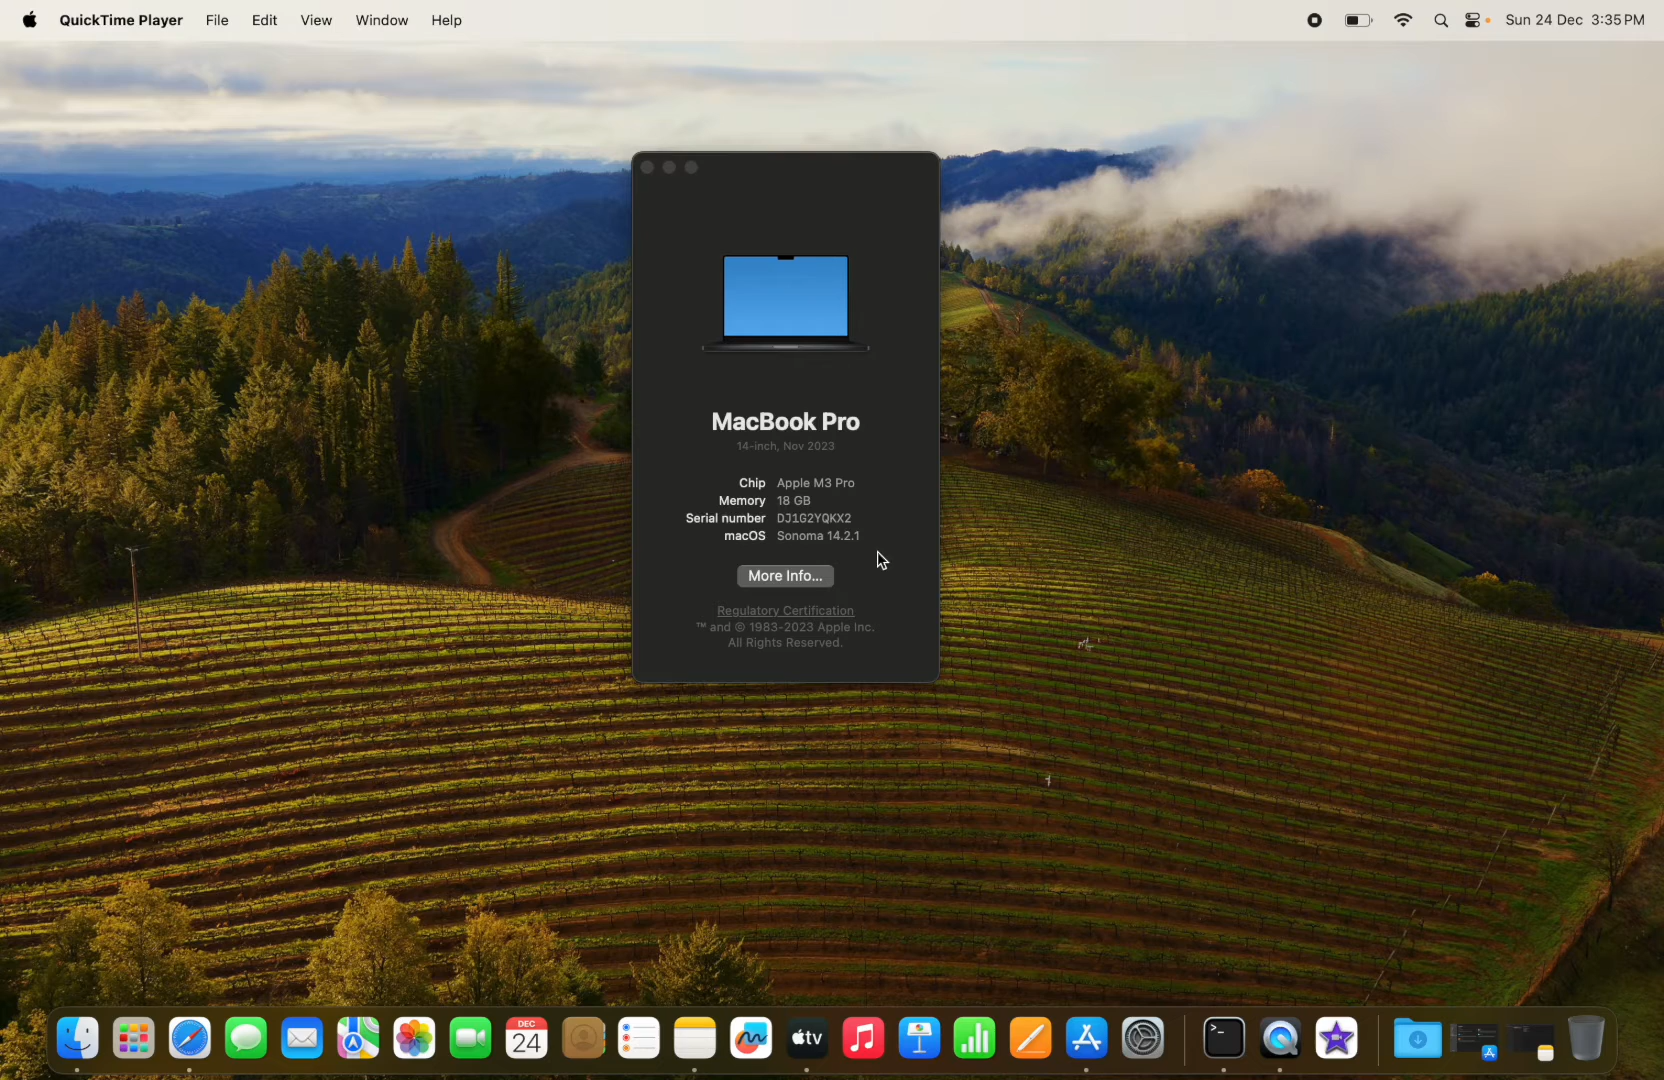 QuickTime Player File Edit View Window Help Sun 24 Dec 3:35 PM
MacBook Pro
14-inch, Nov 2023
Chip Apple M3 Pro
Memory 18 GB
Serial number DJ1G2YQKX2
macOS Sonoma 14.2.1
More Info...
Regulatory Certification
™ and © 1983-2023 Apple Inc.
All Rights Reserved.
DEC
24
tv